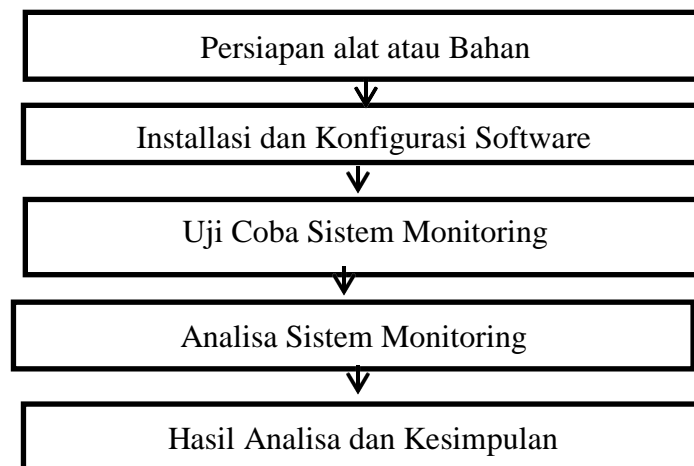 Persiapan alat atau Bahan
Installasi dan Konfigurasi Software
Uji Coba Sistem Monitoring
Analisa Sistem Monitoring
Hasil Analisa dan Kesimpulan